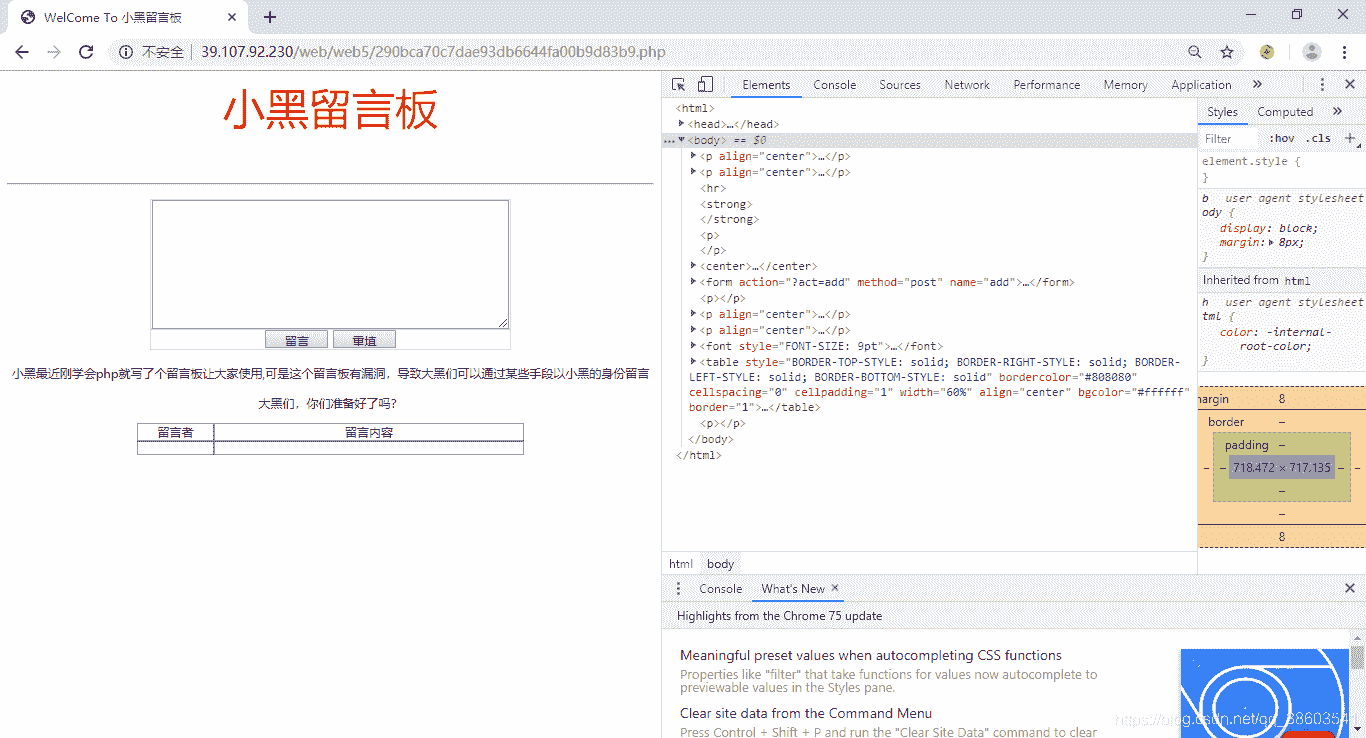 WelCome To 小黑留言板
不安全 39.107.92.230/web/web5/290bca70c7dae93db6644fa00b9d83b9.php
小黑留言板
留言 重填
小黑最近刚学会php就写了个留言板让大家使用,可是这个留言板有漏洞，导致大黑们可以通过某些手段以小黑的身份留言
大黑们，你们准备好了吗?
留言者 留言内容
Elements Console Sources Network Performance Memory Application »
<html>
<head>…</head>
<body> == $0
<p align="center">…</p>
<p align="center">…</p>
<hr>
<strong>
</strong>
<p>
</p>
<center>…</center>
<form action="?act=add" method="post" name="add">…</form>
<p></p>
<p align="center">…</p>
<p align="center">…</p>
<font style="FONT-SIZE: 9pt">…</font>
<table style="BORDER-TOP-STYLE: solid; BORDER-RIGHT-STYLE: solid; BORDER-
LEFT-STYLE: solid; BORDER-BOTTOM-STYLE: solid" bordercolor="#808080"
cellspacing="0" cellpadding="1" width="60%" align="center" bgcolor="#ffffff"
border="1">…</table>
<p></p>
</body>
</html>
html body
Styles Computed »
Filter :hov .cls +
element.style {
}
b user agent stylesheet
ody {
display: block;
margin: 8px;
}
Inherited from html
h user agent stylesheet
tml {
color: -internal-
root-color;
}
margin 8
border –
padding –
– – 718.472 × 717.135 – –
–
–
8
Console What's New ×
Highlights from the Chrome 75 update
Meaningful preset values when autocompleting CSS functions
Properties like "filter" that take functions for values now autocomplete to
previewable values in the Styles pane.
Clear site data from the Command Menu
Press Control + Shift + P and run the "Clear Site Data" command to clear
https://blog.csdn.net/qq_38603541